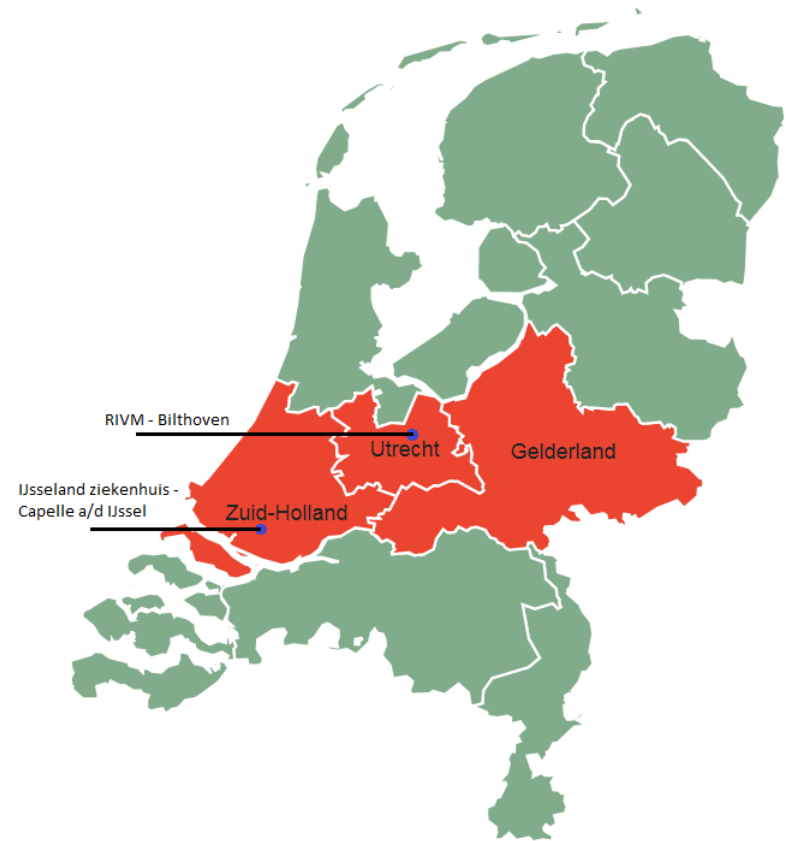 RIVM - Bilthoven
Utrecht
Gelderland
IJsseland ziekenhuis -
Capelle a/d IJssel
Zuid-Holland